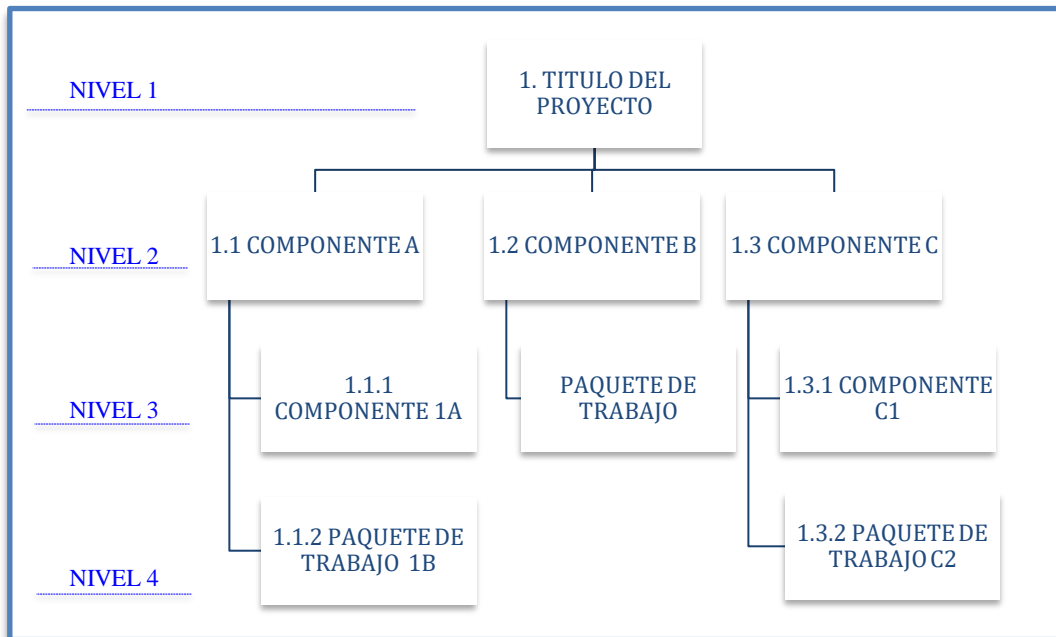 NIVEL 1
1. TITULO DEL
PROYECTO
NIVEL 2
1.1 COMPONENTE A
1.2 COMPONENTE B
1.3 COMPONENTE C
NIVEL 3
1.1.1
COMPONENTE 1A
PAQUETE DE
TRABAJO
1.3.1 COMPONENTE
C1
NIVEL 4
1.1.2 PAQUETE DE
TRABAJO 1B
1.3.2 PAQUETE DE
TRABAJO C2